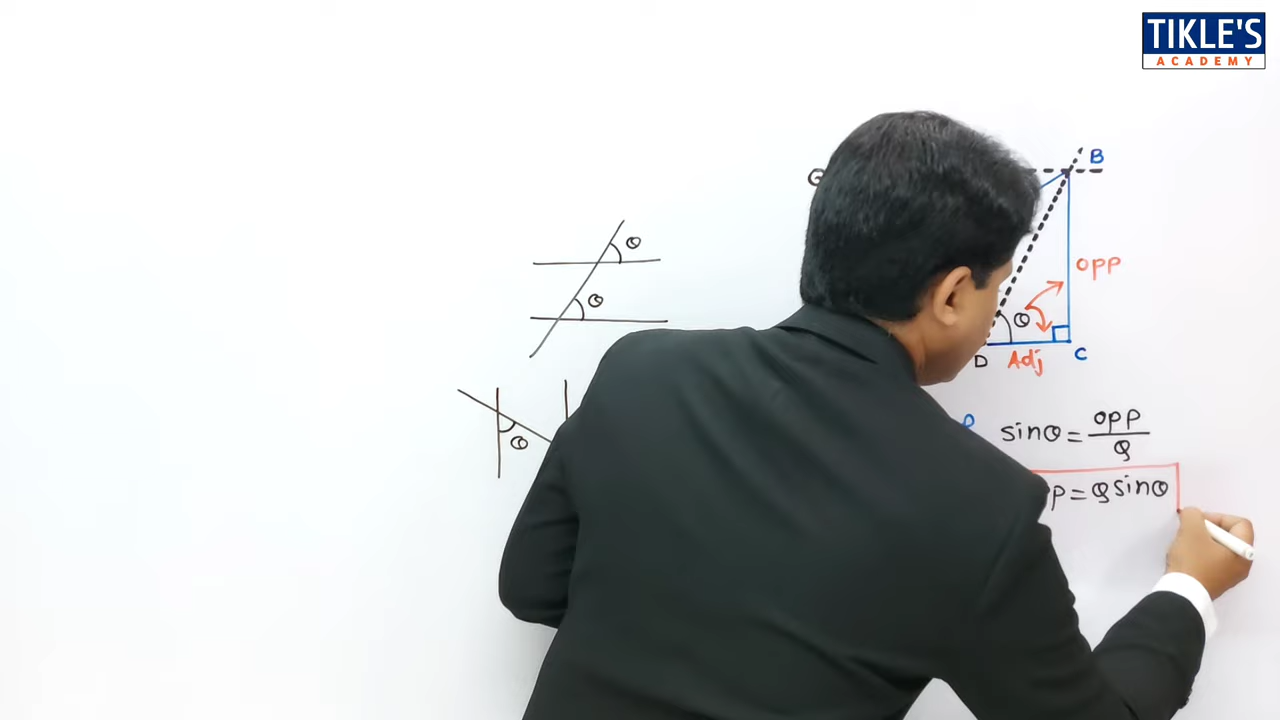 TIKLE'S
ACADEMY
B
θ
opp
θ
θ
D
Adj
C
sinθ = opp / Q
θ
p = Q sinθ